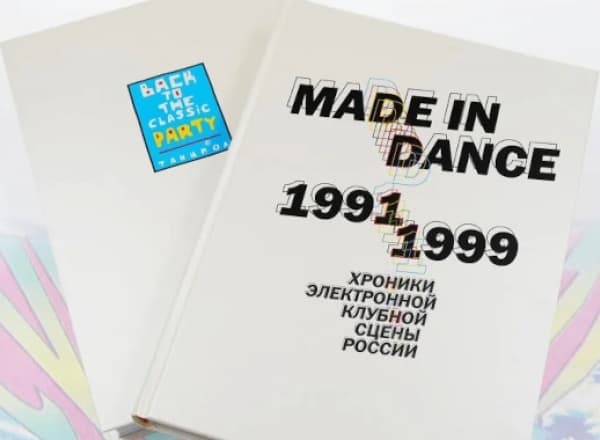 BACK
TO
THE
CLASSIC
PARTY
MADE IN
DANCE
1991
1999
ХРОНИКИ
ЭЛЕКТРОННОЙ
КЛУБНОЙ
СЦЕНЫ
РОССИИ